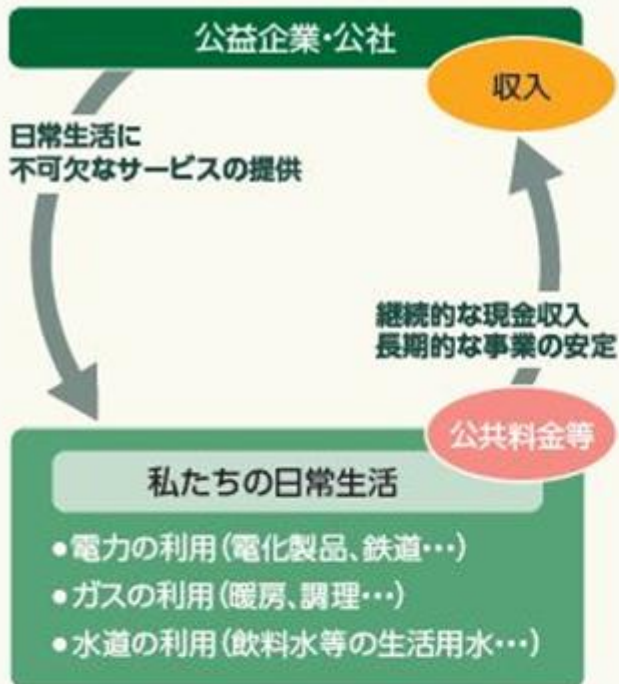 公益企業・公社
収入
日常生活に
不可欠なサービスの提供
継続的な現金収入
長期的な事業の安定
公共料金等
私たちの日常生活
●電力の利用(電化製品、鉄道…)
●ガスの利用(暖房、調理…)
●水道の利用(飲料水等の生活用水…)